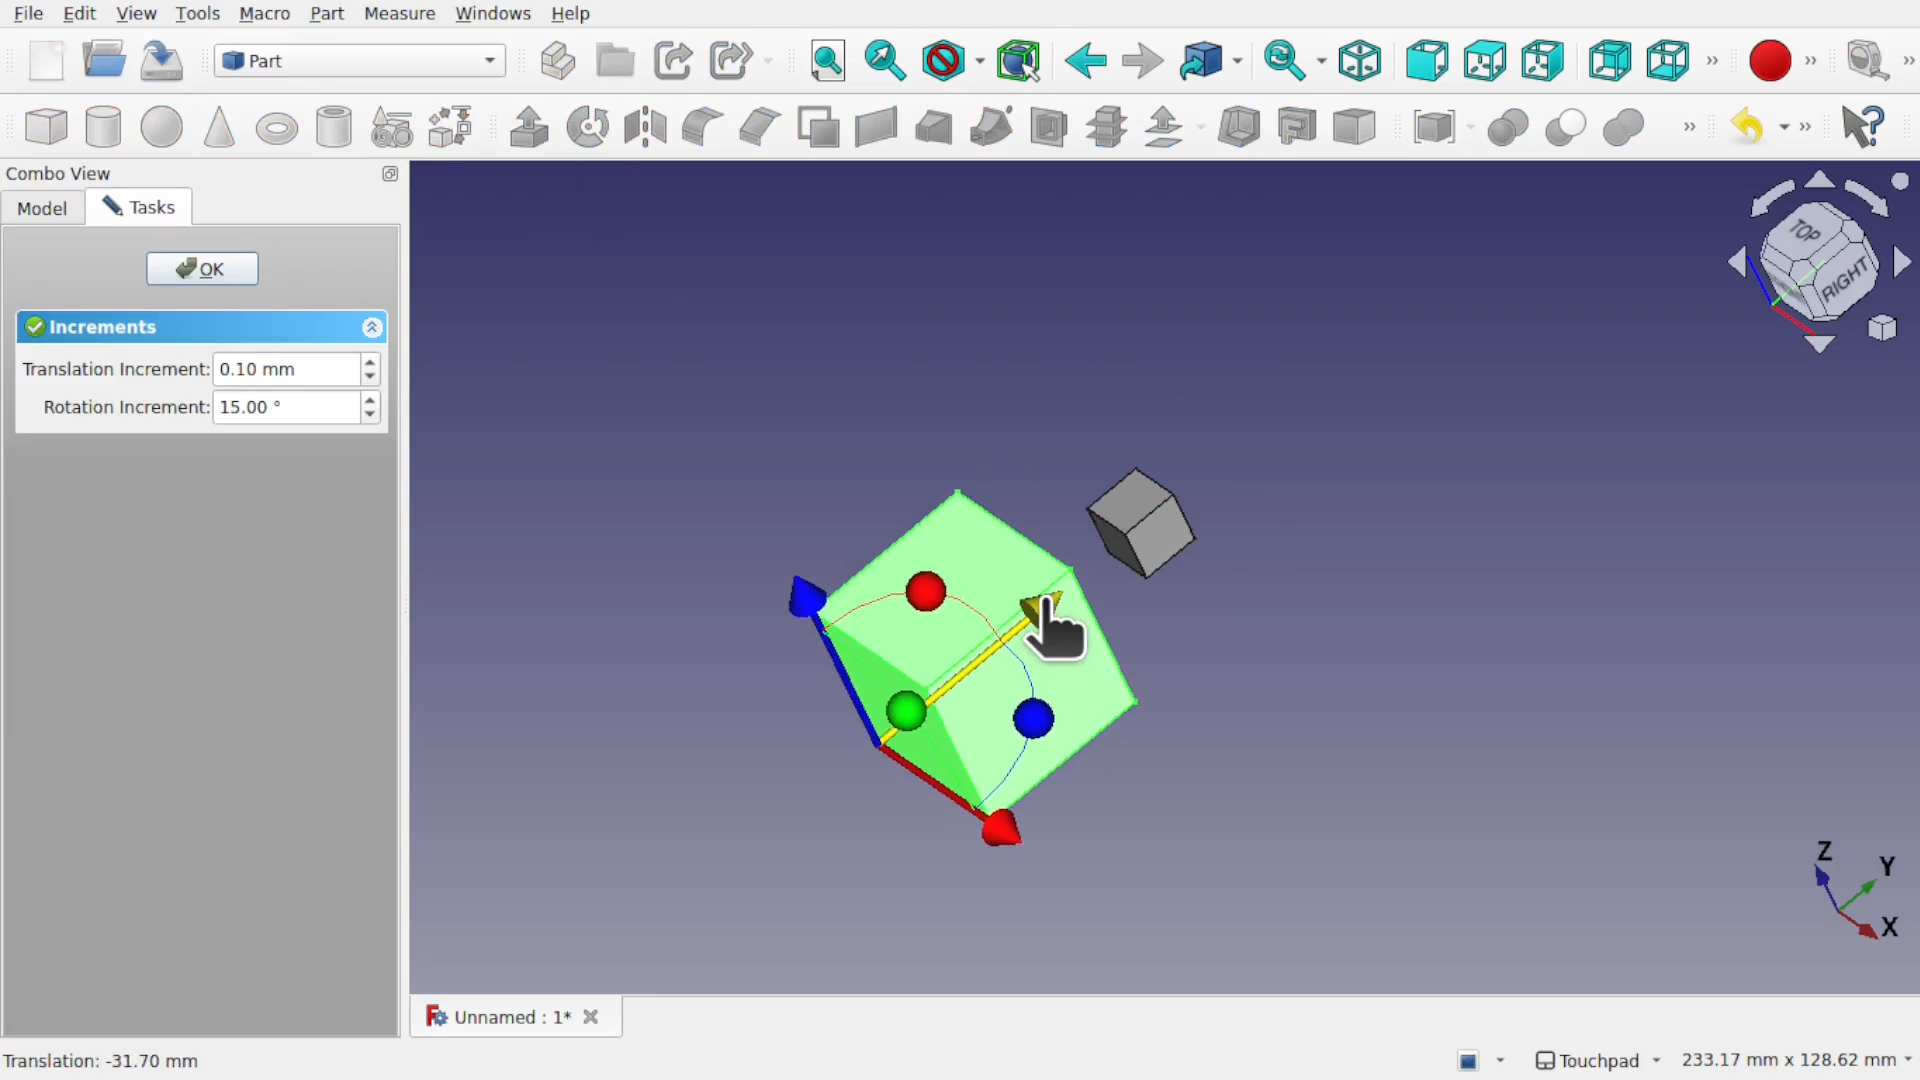 File Edit View Tools Macro Part Measure Windows Help
Part
Combo View
Model Tasks
OK
Increments
Translation Increment: 0.10 mm
Rotation Increment: 15.00 °
TOP
RIGHT
Z
Y
X
Unnamed : 1*
Translation: -31.70 mm
Touchpad
233.17 mm x 128.62 mm